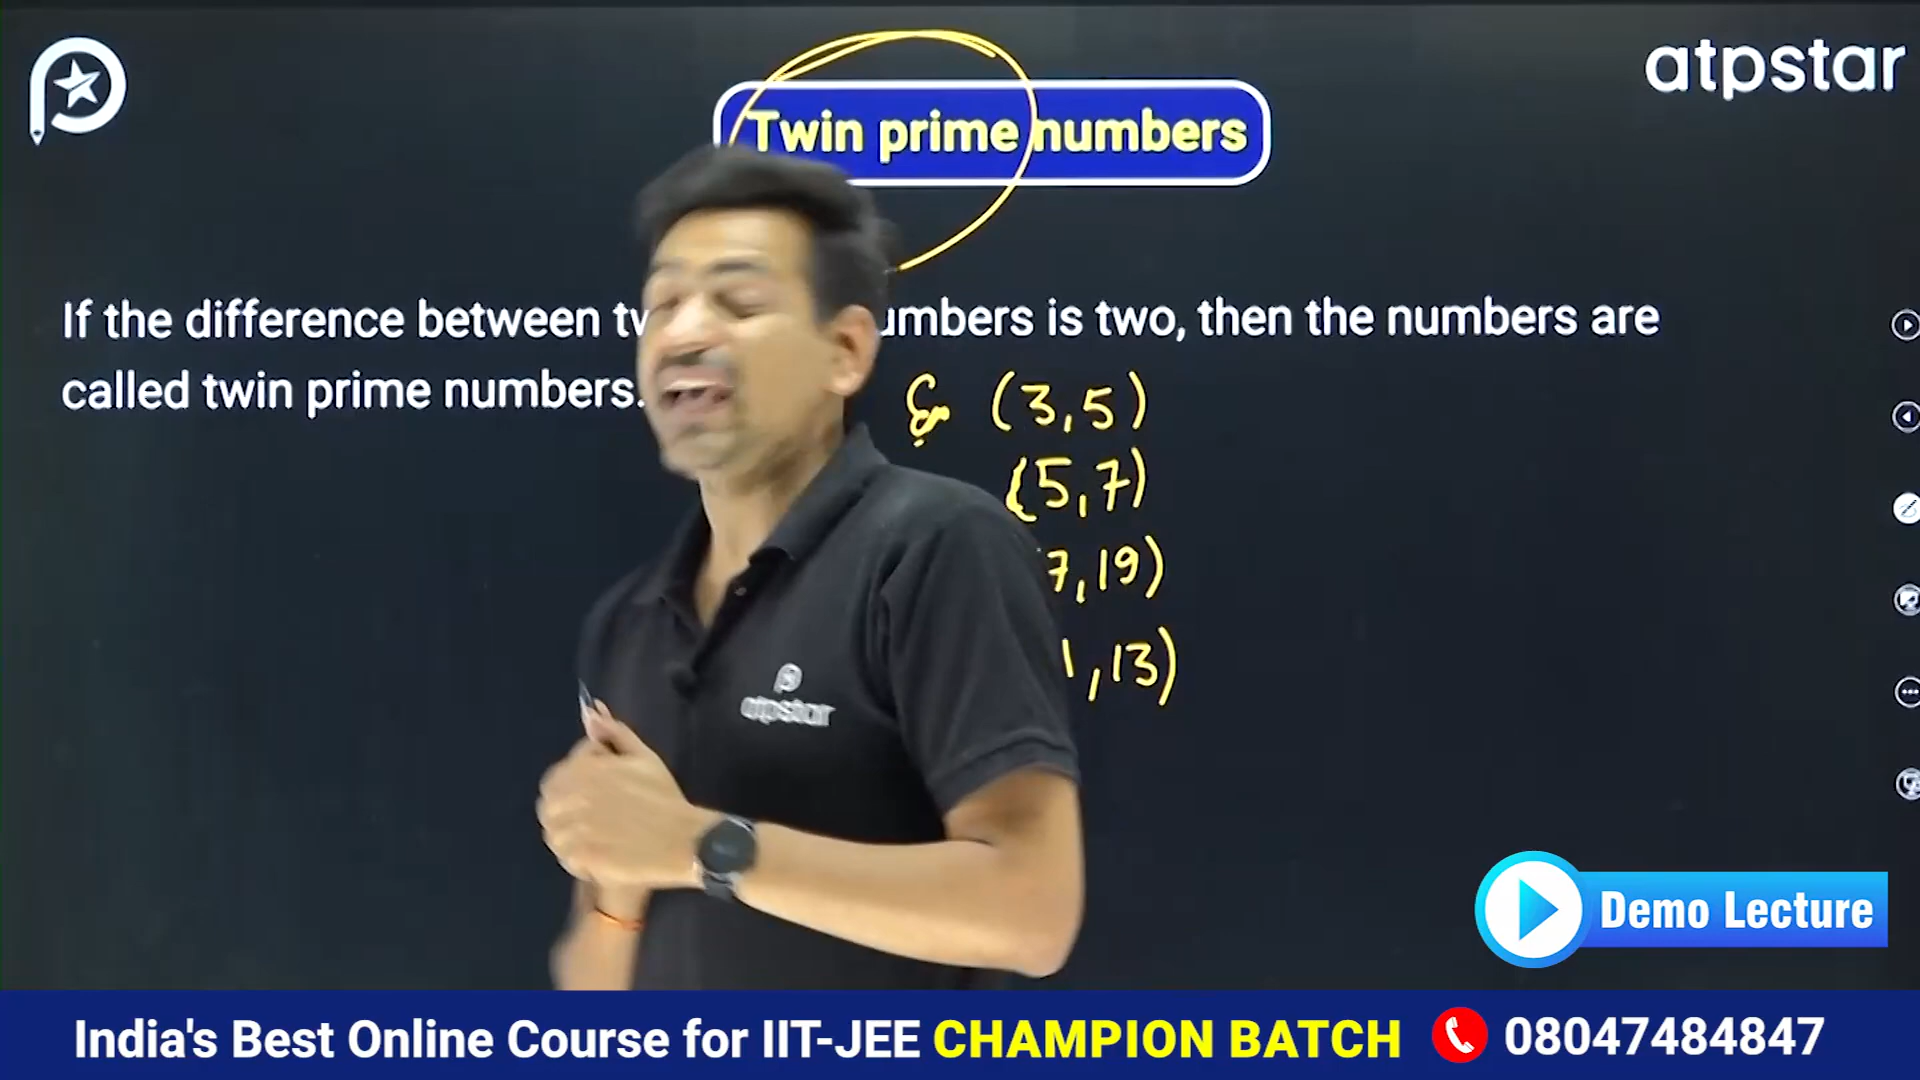 atpstar
Twin prime numbers
If the difference between numbers is two, then the numbers are
called twin prime numbers.
Ex (3,5)
(5,7)
7,19)
1,13)
atpstar
Demo Lecture
India's Best Online Course for IIT-JEE CHAMPION BATCH 08047484847